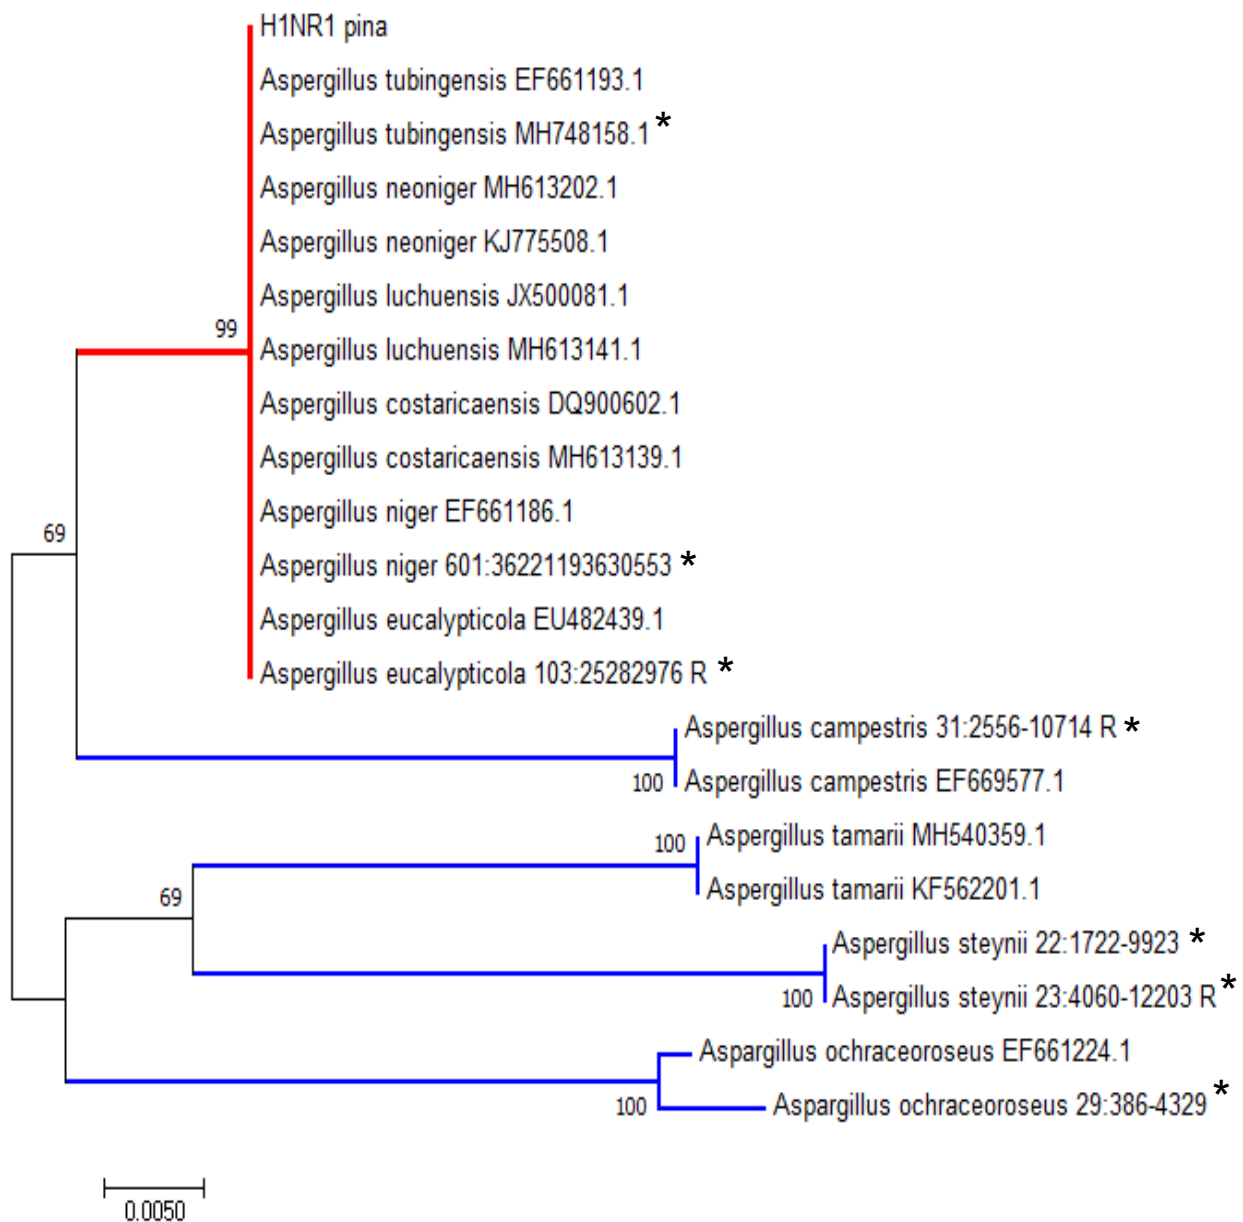 H1NR1 pina
Aspergillus tubingensis EF661193.1
Aspergillus tubingensis MH748158.1 *
Aspergillus neoniger MH613202.1
Aspergillus neoniger KJ775508.1
Aspergillus luchuensis JX500081.1
99
Aspergillus luchuensis MH613141.1
Aspergillus costaricaensis DQ900602.1
Aspergillus costaricaensis MH613139.1
Aspergillus niger EF661186.1
69
Aspergillus niger 601:36221193630553 *
Aspergillus eucalypticola EU482439.1
Aspergillus eucalypticola 103:25282976 R *
Aspergillus campestris 31:2556-10714 R *
100 Aspergillus campestris EF669577.1
100 Aspergillus tamarii MH540359.1
69 Aspergillus tamarii KF562201.1
Aspergillus steynii 22:1722-9923 *
100 Aspergillus steynii 23:4060-12203 R *
Aspargillus ochraceoroseus EF661224.1
100 Aspargillus ochraceoroseus 29:386-4329 *
0.0050